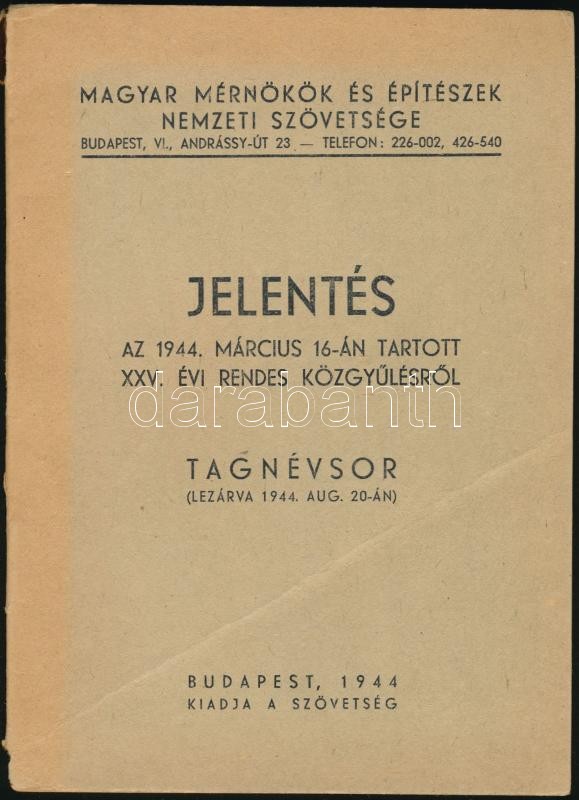 MAGYAR MÉRNÖKÖK ÉS ÉPÍTÉSZEK
NEMZETI SZÖVETSÉGE
BUDAPEST, VI., ANDRÁSSY-ÚT 23 — TELEFON: 226-002, 426-540
JELENTÉS
AZ 1944. MÁRCIUS 16-ÁN TARTOTT
XXV. ÉVI RENDES KÖZGYŰLÉSRŐL
darabanth
TAGNÉVSOR
(LEZÁRVA 1944. AUG. 20-ÁN)
BUDAPEST, 1944
KIADJA A SZÖVETSÉG